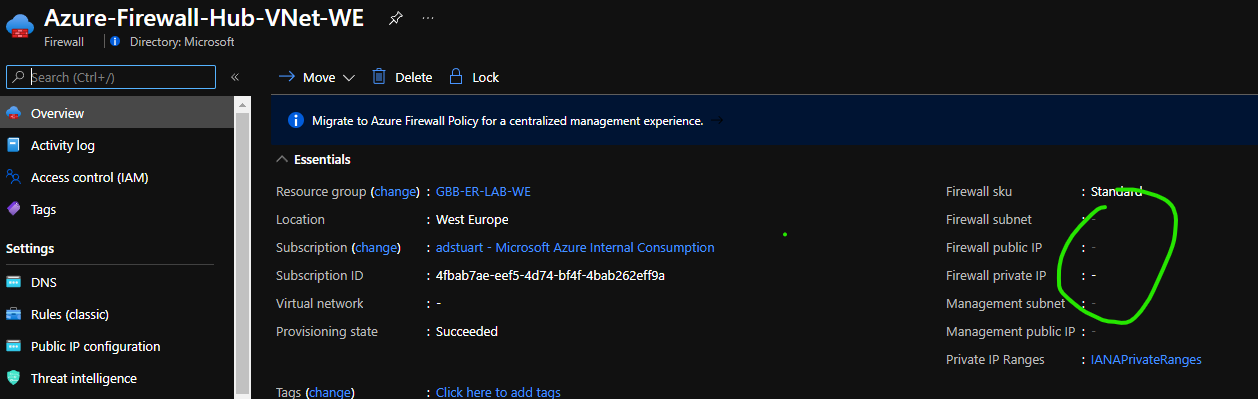 Azure-Firewall-Hub-VNet-WE
Firewall Directory: Microsoft
Search (Ctrl+/)
«
Move Delete Lock
Overview
Migrate to Azure Firewall Policy for a centralized management experience. →
Activity log
Essentials
Access control (IAM)
Resource group (change) : GBB-ER-LAB-WE
Firewall sku : Standard
Tags
Location : West Europe
Firewall subnet : -
Settings
Subscription (change) : adstuart - Microsoft Azure Internal Consumption
Firewall public IP : -
DNS
Subscription ID : 4fbab7ae-eef5-4d74-bf4f-4bab262eff9a
Firewall private IP : -
Rules (classic)
Virtual network : -
Management subnet : -
Public IP configuration
Provisioning state : Succeeded
Management public IP : -
Threat intelligence
Private IP Ranges : IANAPrivateRanges
Tags (change) : Click here to add tags